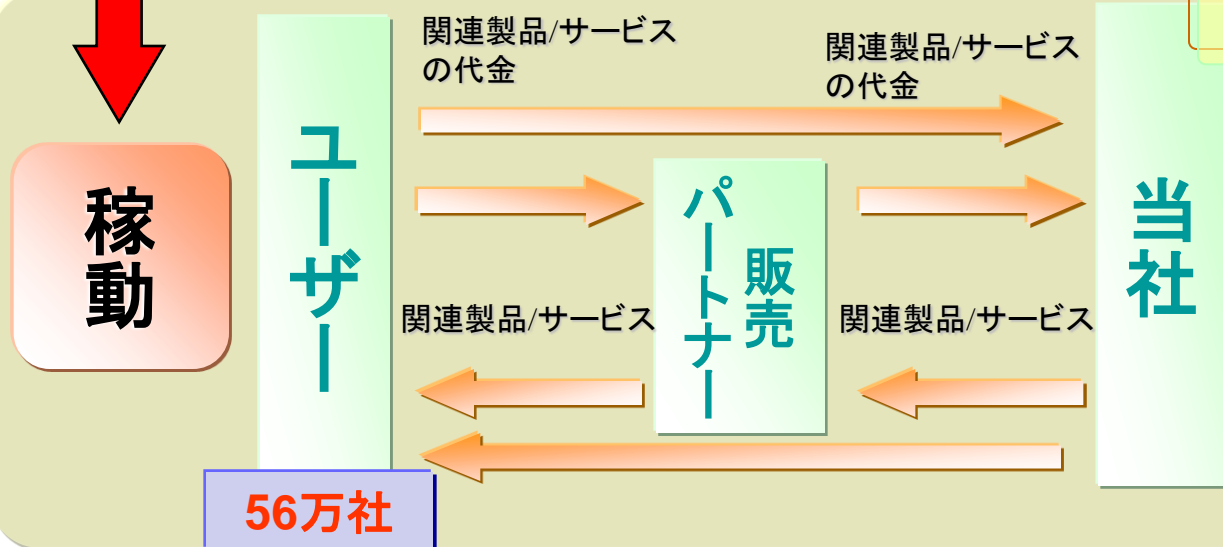 関連製品/サービス
の代金
関連製品/サービス
の代金
稼動
ユーザー
販売
パートナー
当社
関連製品/サービス
関連製品/サービス
56万社